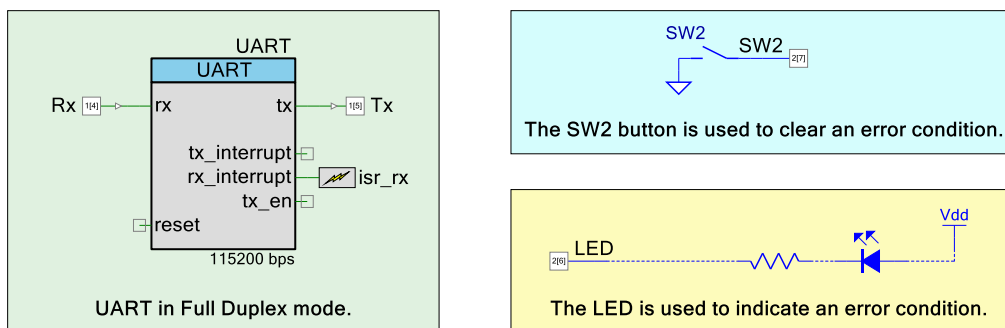 UART
UART
Rx 1[4] rx tx 1[5] Tx
tx_interrupt
rx_interrupt isr_rx
tx_en
reset
115200 bps
UART in Full Duplex mode.
SW2
SW2 2[7]
The SW2 button is used to clear an error condition.
Vdd
2[6] LED
The LED is used to indicate an error condition.